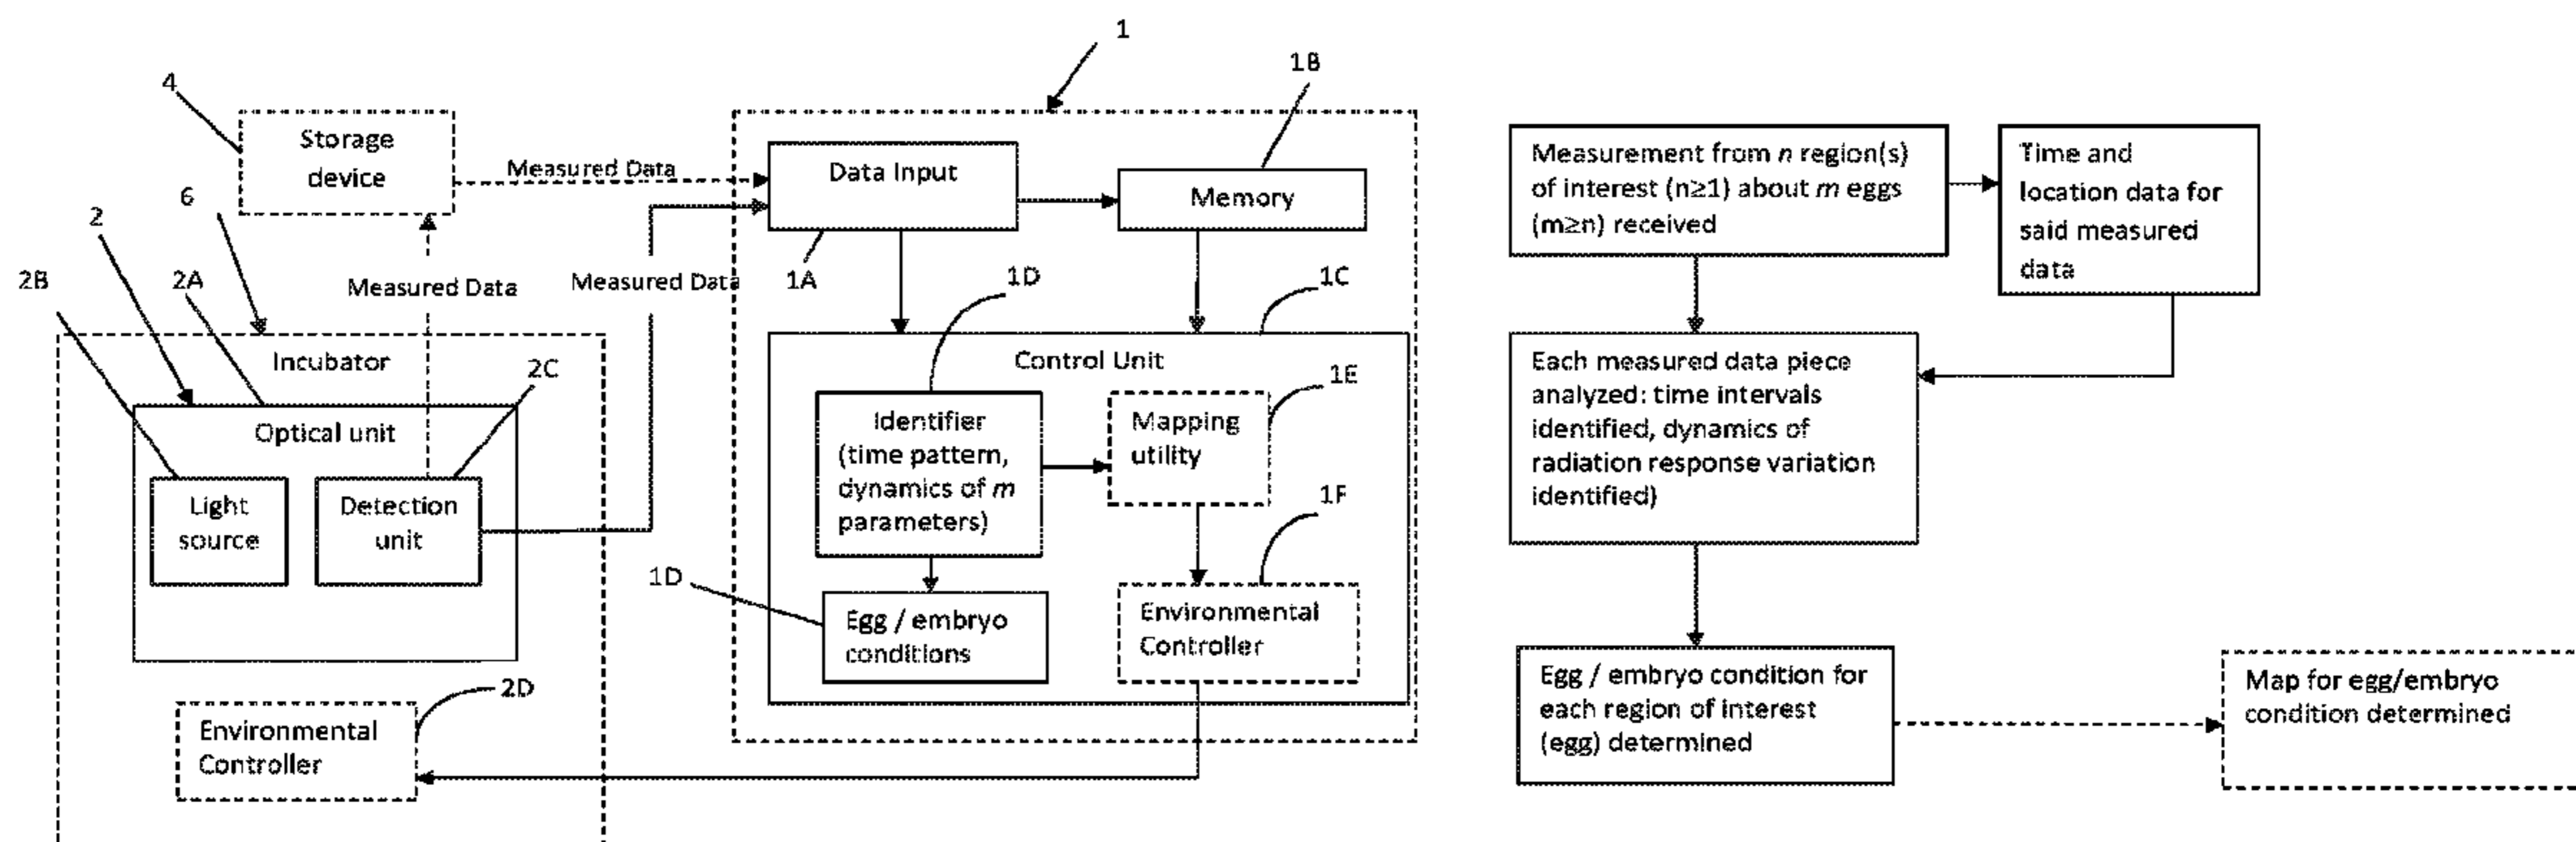 1
1B
4
Storage
device
Measured Data
Data Input
Memory
6
2
2B
2A
Measured Data
Measured Data
1A
1D
1C
Incubator
2C
Optical unit
Light
source
Detection
unit
Control Unit
1E
Identifier
(time pattern,
dynamics of m
parameters)
Mapping
utility
1F
1D
Egg / embryo
conditions
Environmental
Controller
2D
Environmental
Controller
Measurement from n region(s)
of interest (n≥1) about m eggs
(m≥n) received
Time and
location data for
said measured
data
Each measured data piece
analyzed: time intervals
identified, dynamics of
radiation response variation
identified)
Egg / embryo condition for
each region of interest
(egg) determined
Map for egg/embryo
condition determined